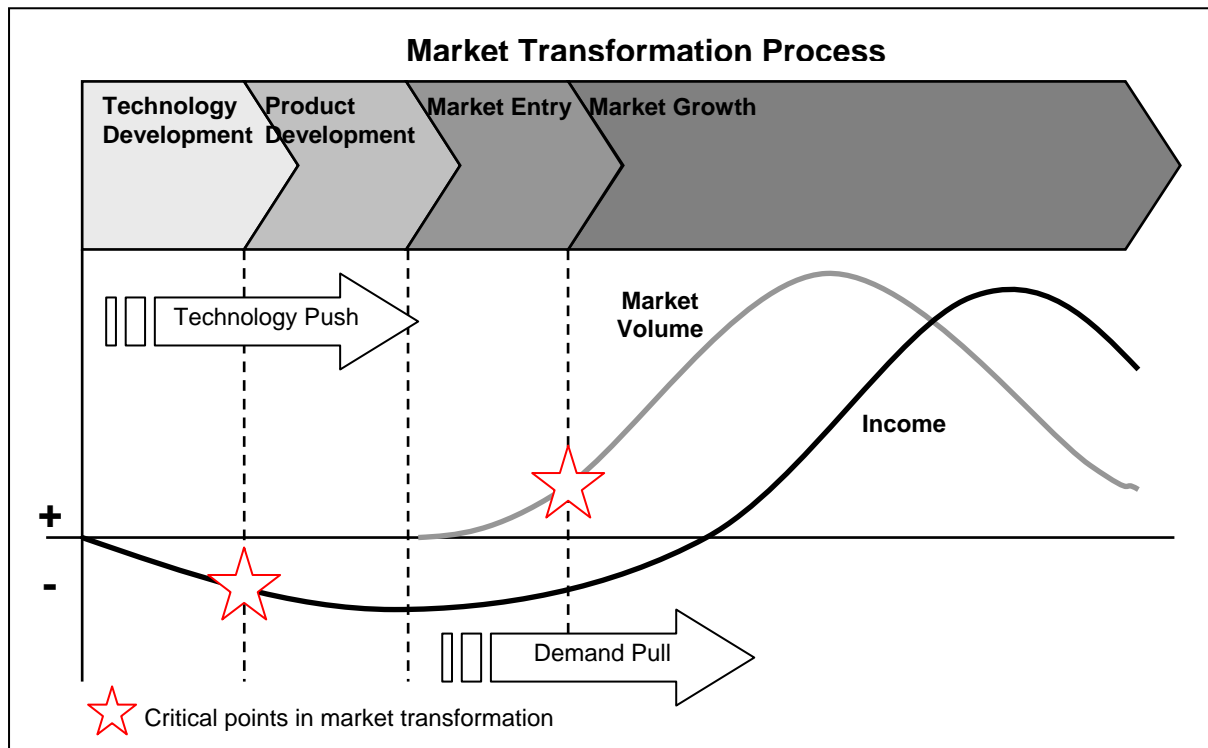 Market Transformation Process
Technology
Development
Product
Development
Market Entry
Market Growth
Technology Push
Market
Volume
Income
+
-
Demand Pull
Critical points in market transformation